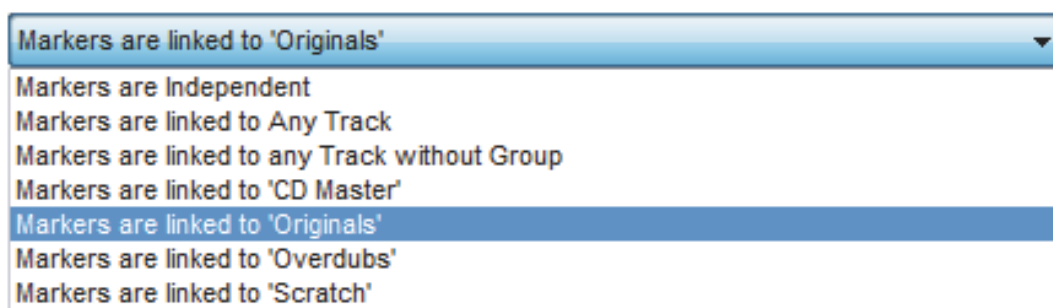 Markers are linked to 'Originals'
Markers are Independent
Markers are linked to Any Track
Markers are linked to any Track without Group
Markers are linked to 'CD Master'
Markers are linked to 'Originals'
Markers are linked to 'Overdubs'
Markers are linked to 'Scratch'